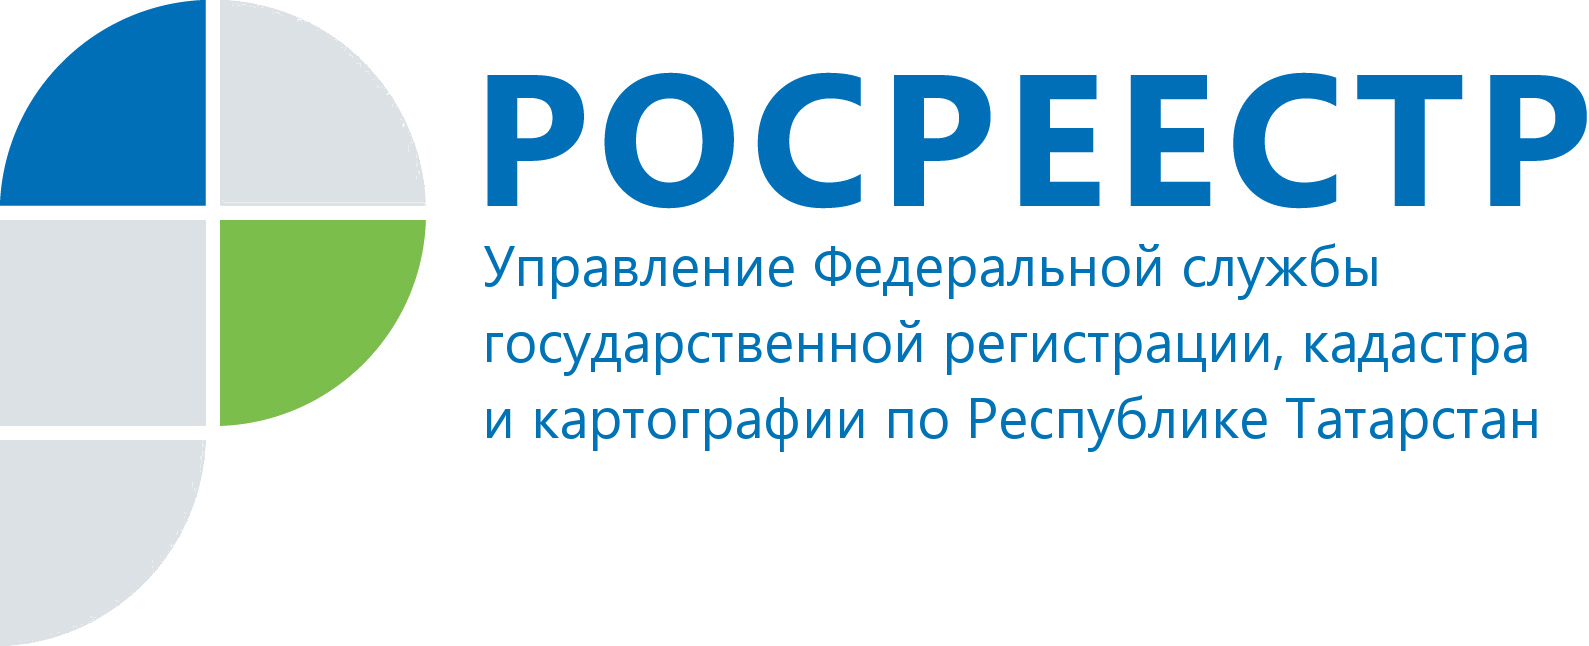 РОСРЕЕСТР
Управление Федеральной службы
государственной регистрации, кадастра
и картографии по Республике Татарстан